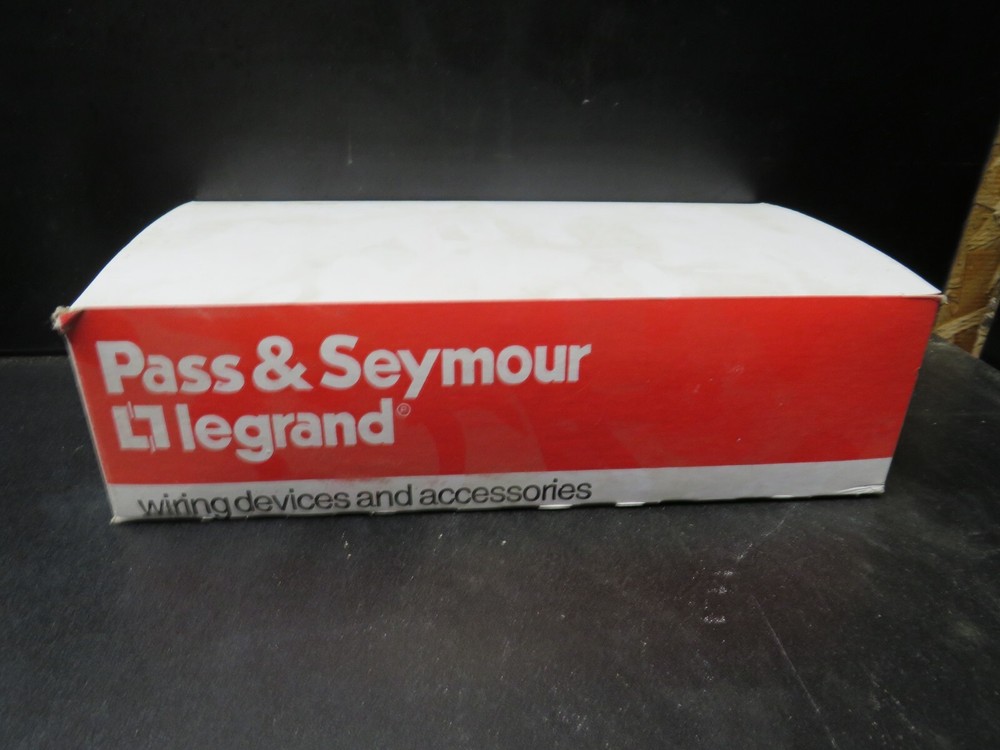 Pass & Seymour
legrand®
wiring devices and accessories